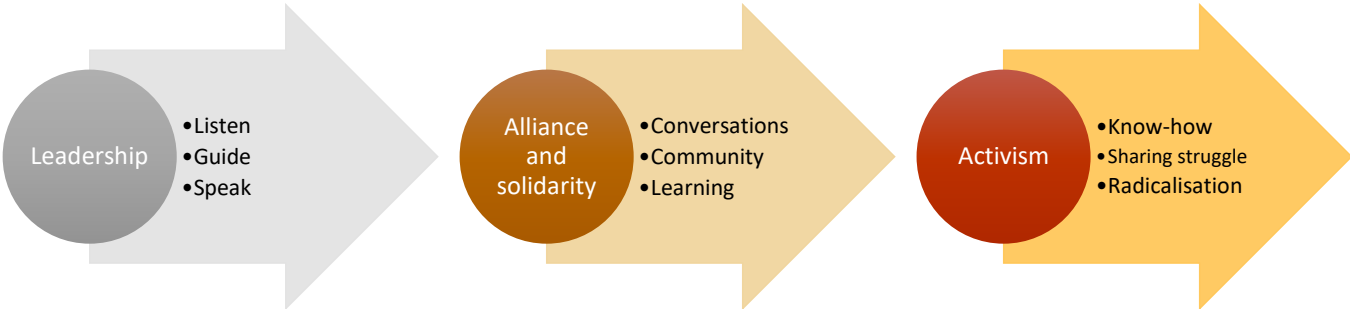 Leadership
•Listen
•Guide
•Speak
Alliance
and
solidarity
•Conversations
•Community
•Learning
Activism
•Know-how
•Sharing struggle
•Radicalisation